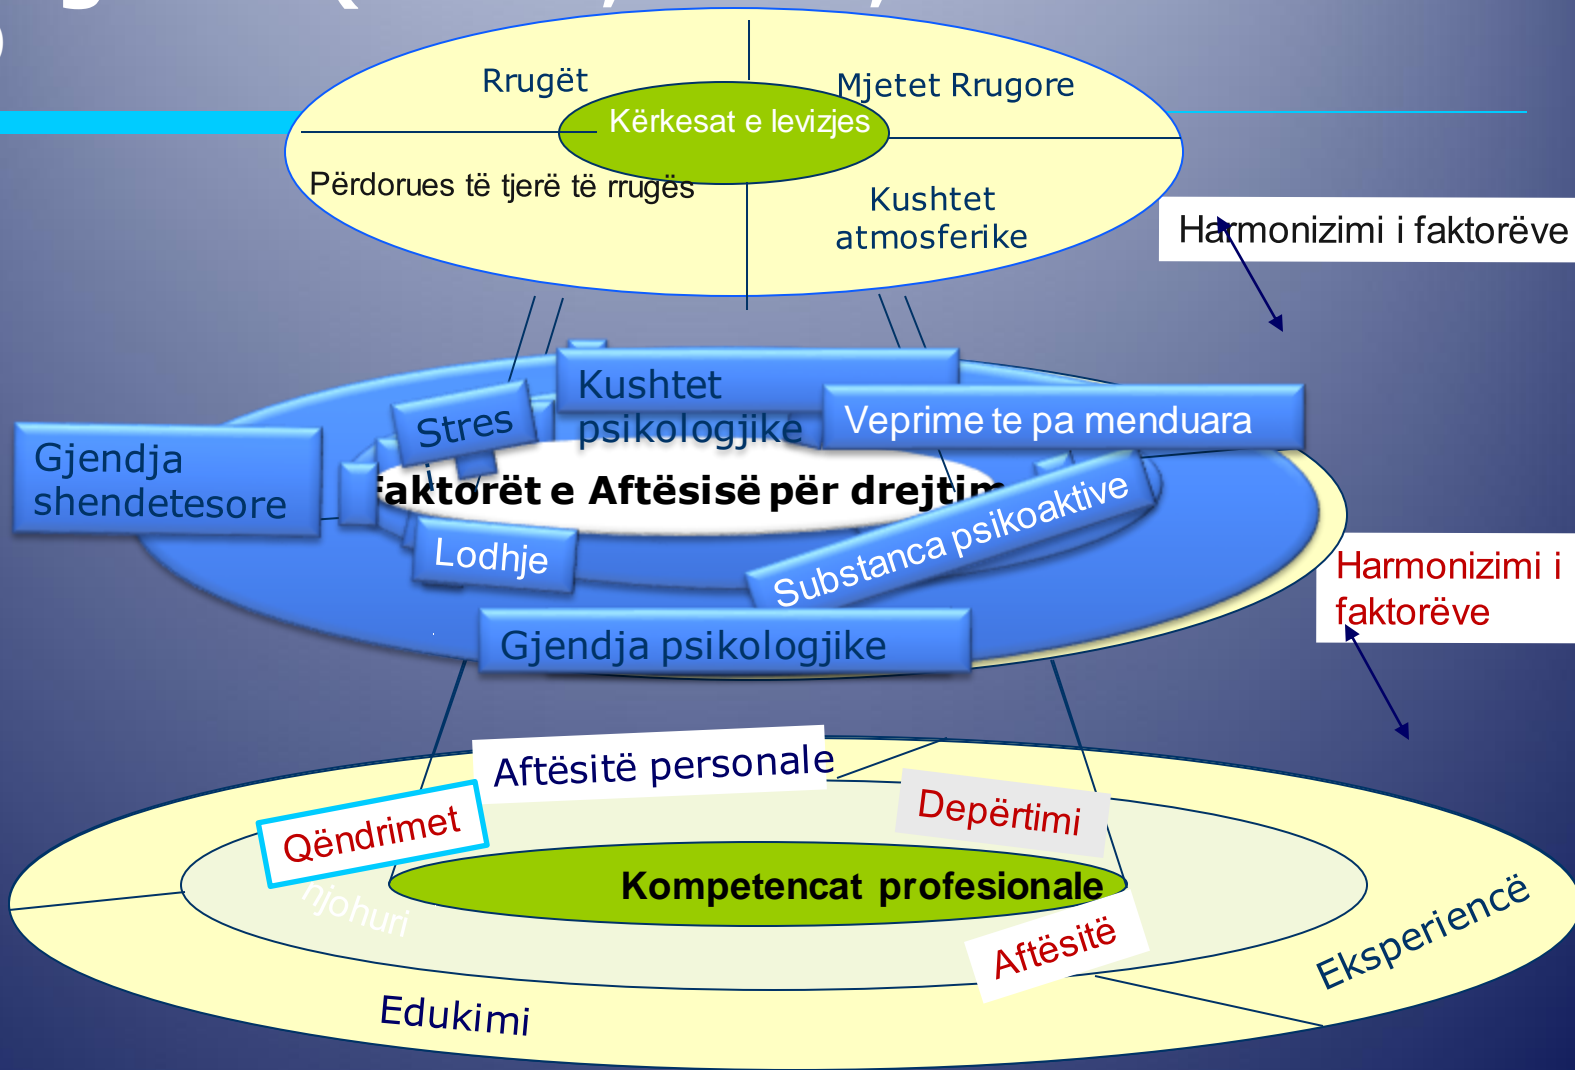 Rrugët
Mjetet Rrugore
Kërkesat e levizjes
Përdorues të tjerë të rrugës
Kushtet
atmosferike
Harmonizimi i faktorëve
Kushtet
psikologjike
Stres
i
Veprime te pa menduara
Gjendja
shendetesore
Faktorët e Aftësisë për drejtim
Lodhje
Substanca psikoaktive
Harmonizimi i
faktorëve
Gjendja psikologjike
Aftësitë personale
Qëndrimet
Depërtimi
njohuri
Kompetencat profesionale
Aftësitë
Eksperiencë
Edukimi